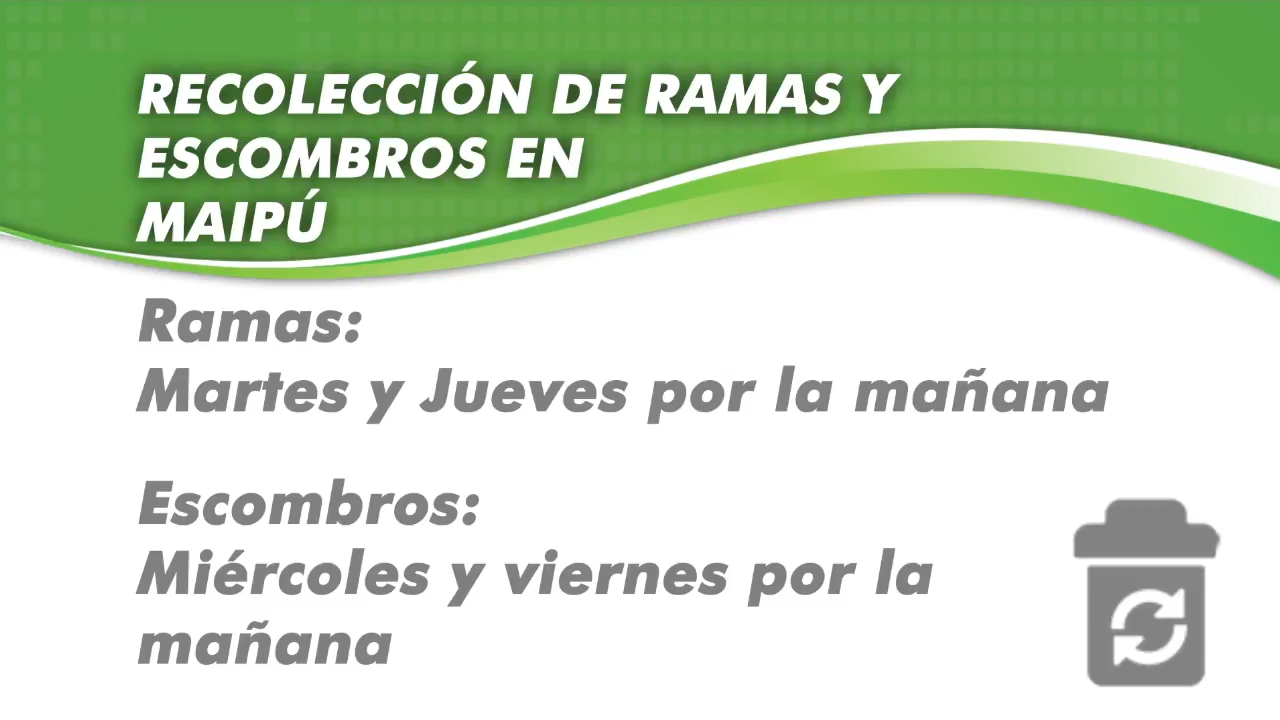 RECOLECCIÓN DE RAMAS Y
ESCOMBROS EN
MAIPÚ
Ramas:
Martes y Jueves por la mañana
Escombros:
Miércoles y viernes por la
mañana